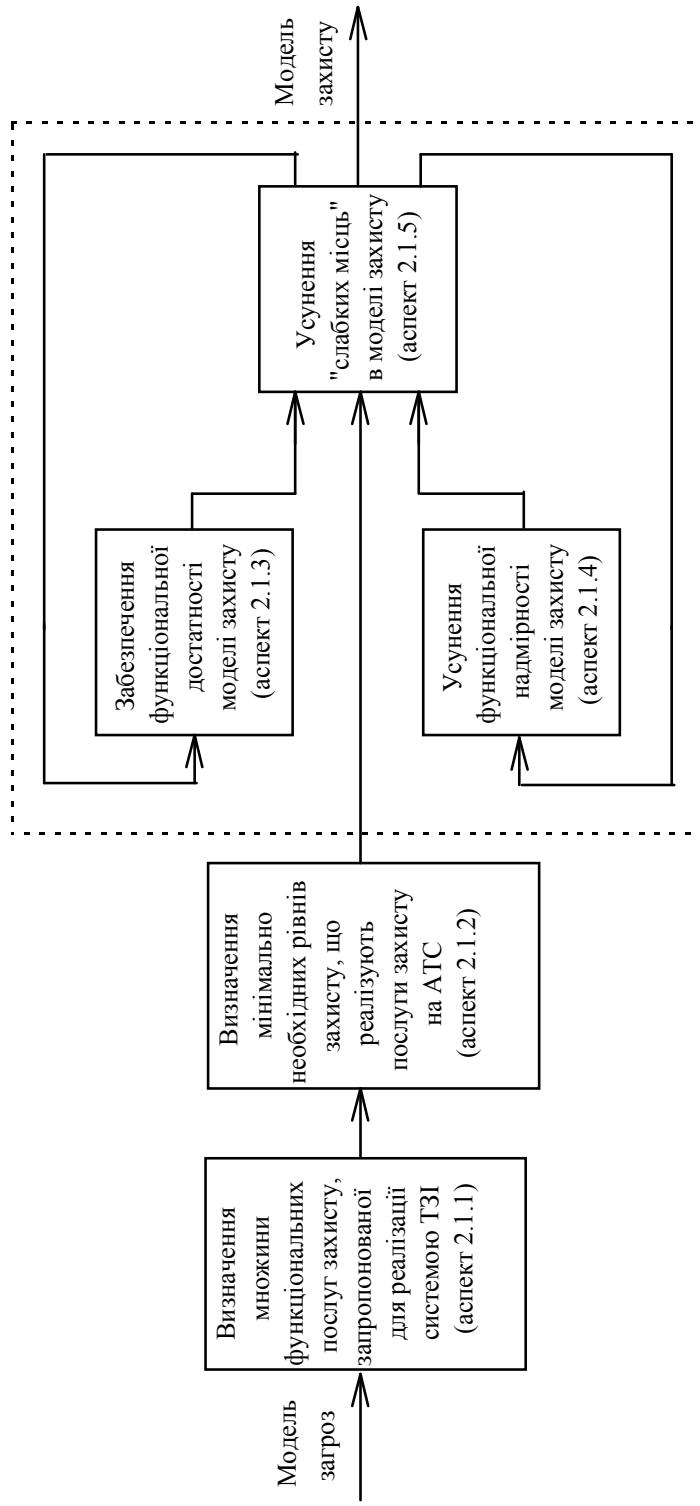 Модель
загроз
Визначення
множини
функціональних
послуг захисту,
запропонованої
для реалізації
системою ТЗІ
(аспект 2.1.1)
Визначення
мінімально
необхідних рівнів
захисту, що
реалізують
послуги захисту
на АТС
(аспект 2.1.2)
Забезпечення
функціональної
достатності
моделі захисту
(аспект 2.1.3)
Усунення
функціональної
надмірності
моделі захисту
(аспект 2.1.4)
Усунення
"слабких місць"
в моделі захисту
(аспект 2.1.5)
Модель
захисту